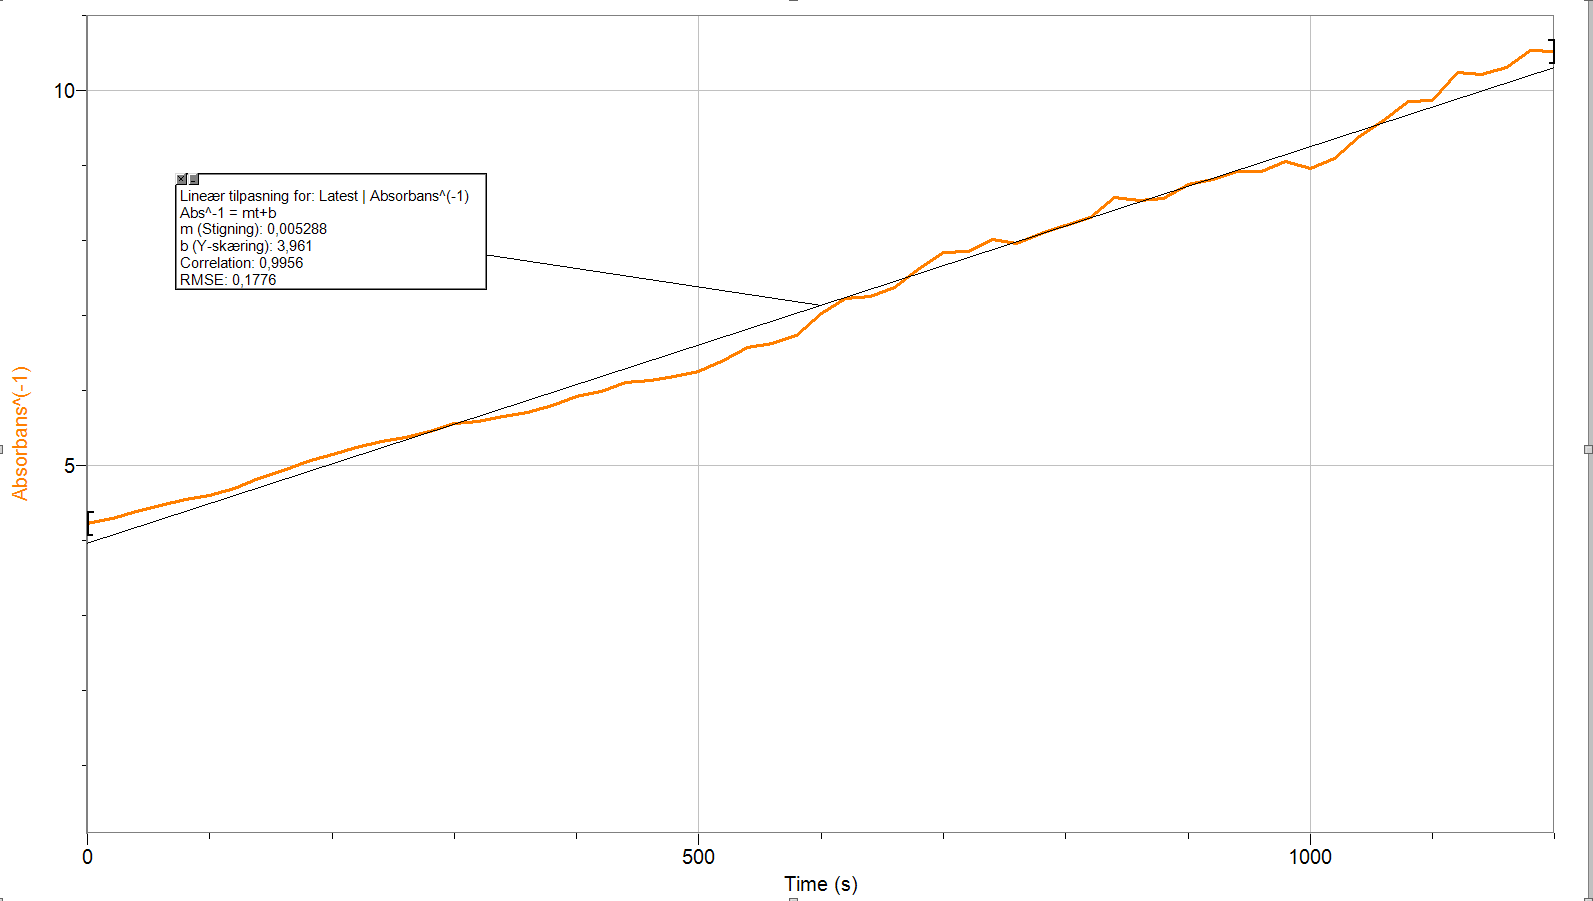 10
Lineær tilpasning for: Latest | Absorbans^(-1)
Abs^-1 = mt+b
m (Stigning): 0,005288
b (Y-skæring): 3,961
Correlation: 0,9956
RMSE: 0,1776
5
Absorbans^(-1)
0
500
1000
Time (s)